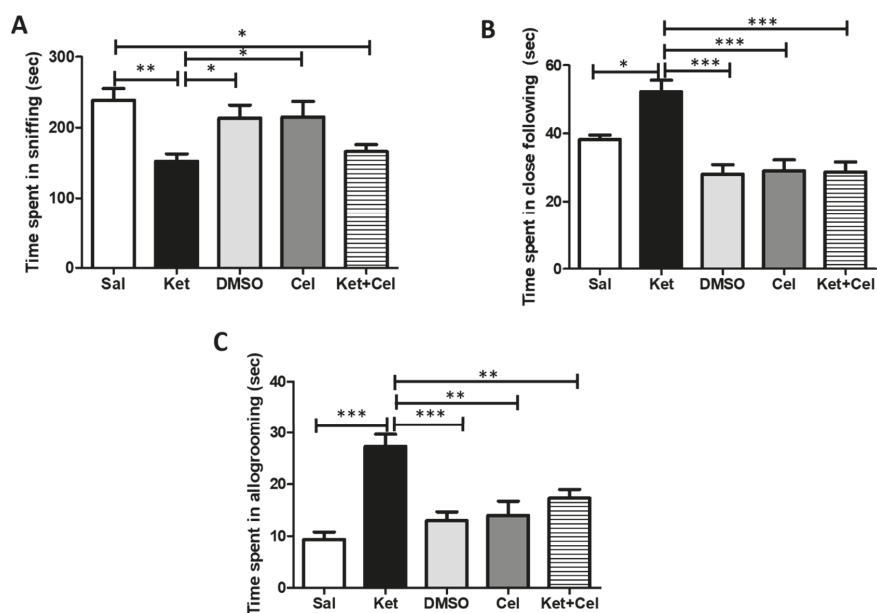 A
Time spent in sniffing (sec)
300
200
100
0
*
*
**
*
Sal Ket DMSO Cel Ket+Cel
B
Time spent in close following (sec)
60
40
20
0
***
***
*
***
Sal Ket DMSO Cel Ket+Cel
C
Time spent in allogrooming (sec)
40
30
20
10
0
**
**
***
***
Sal Ket DMSO Cel Ket+Cel